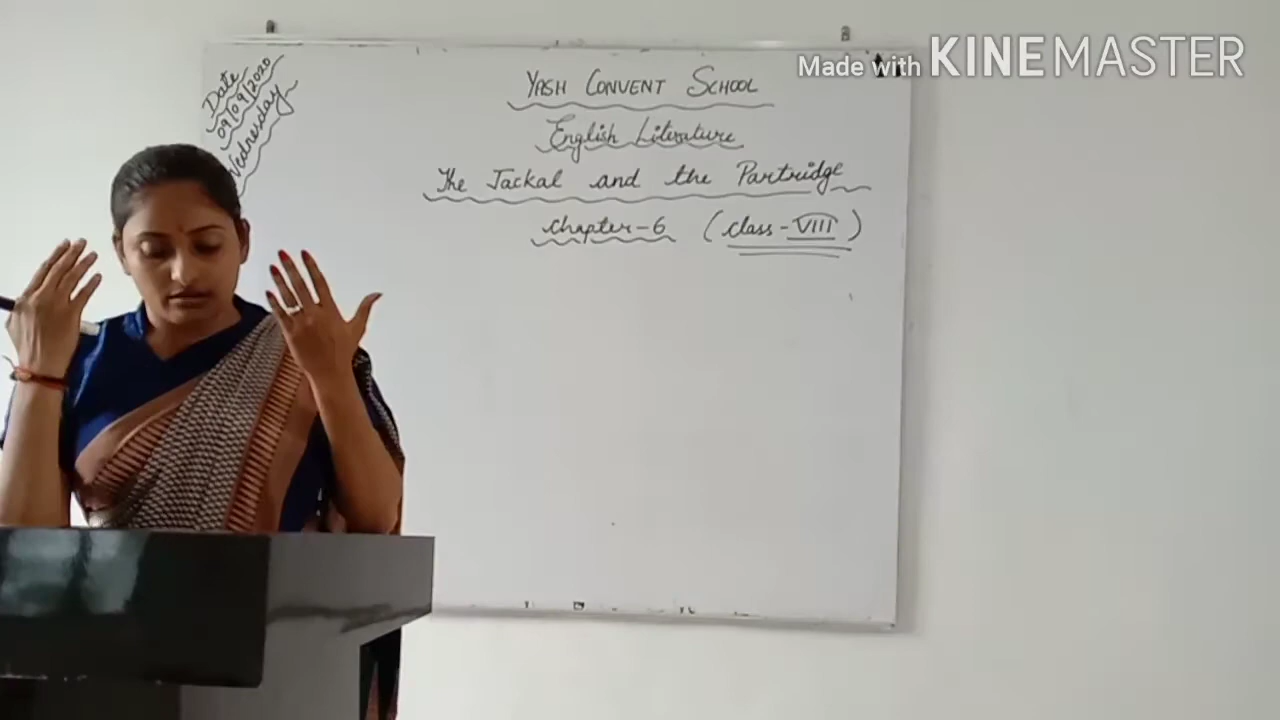 Made with KINEMASTER
Date
09/09/2020
Wednesday
YASH CONVENT SCHOOL
English Literature
The Jackal and the Partridge
Chapter-6 (Class-VIII)